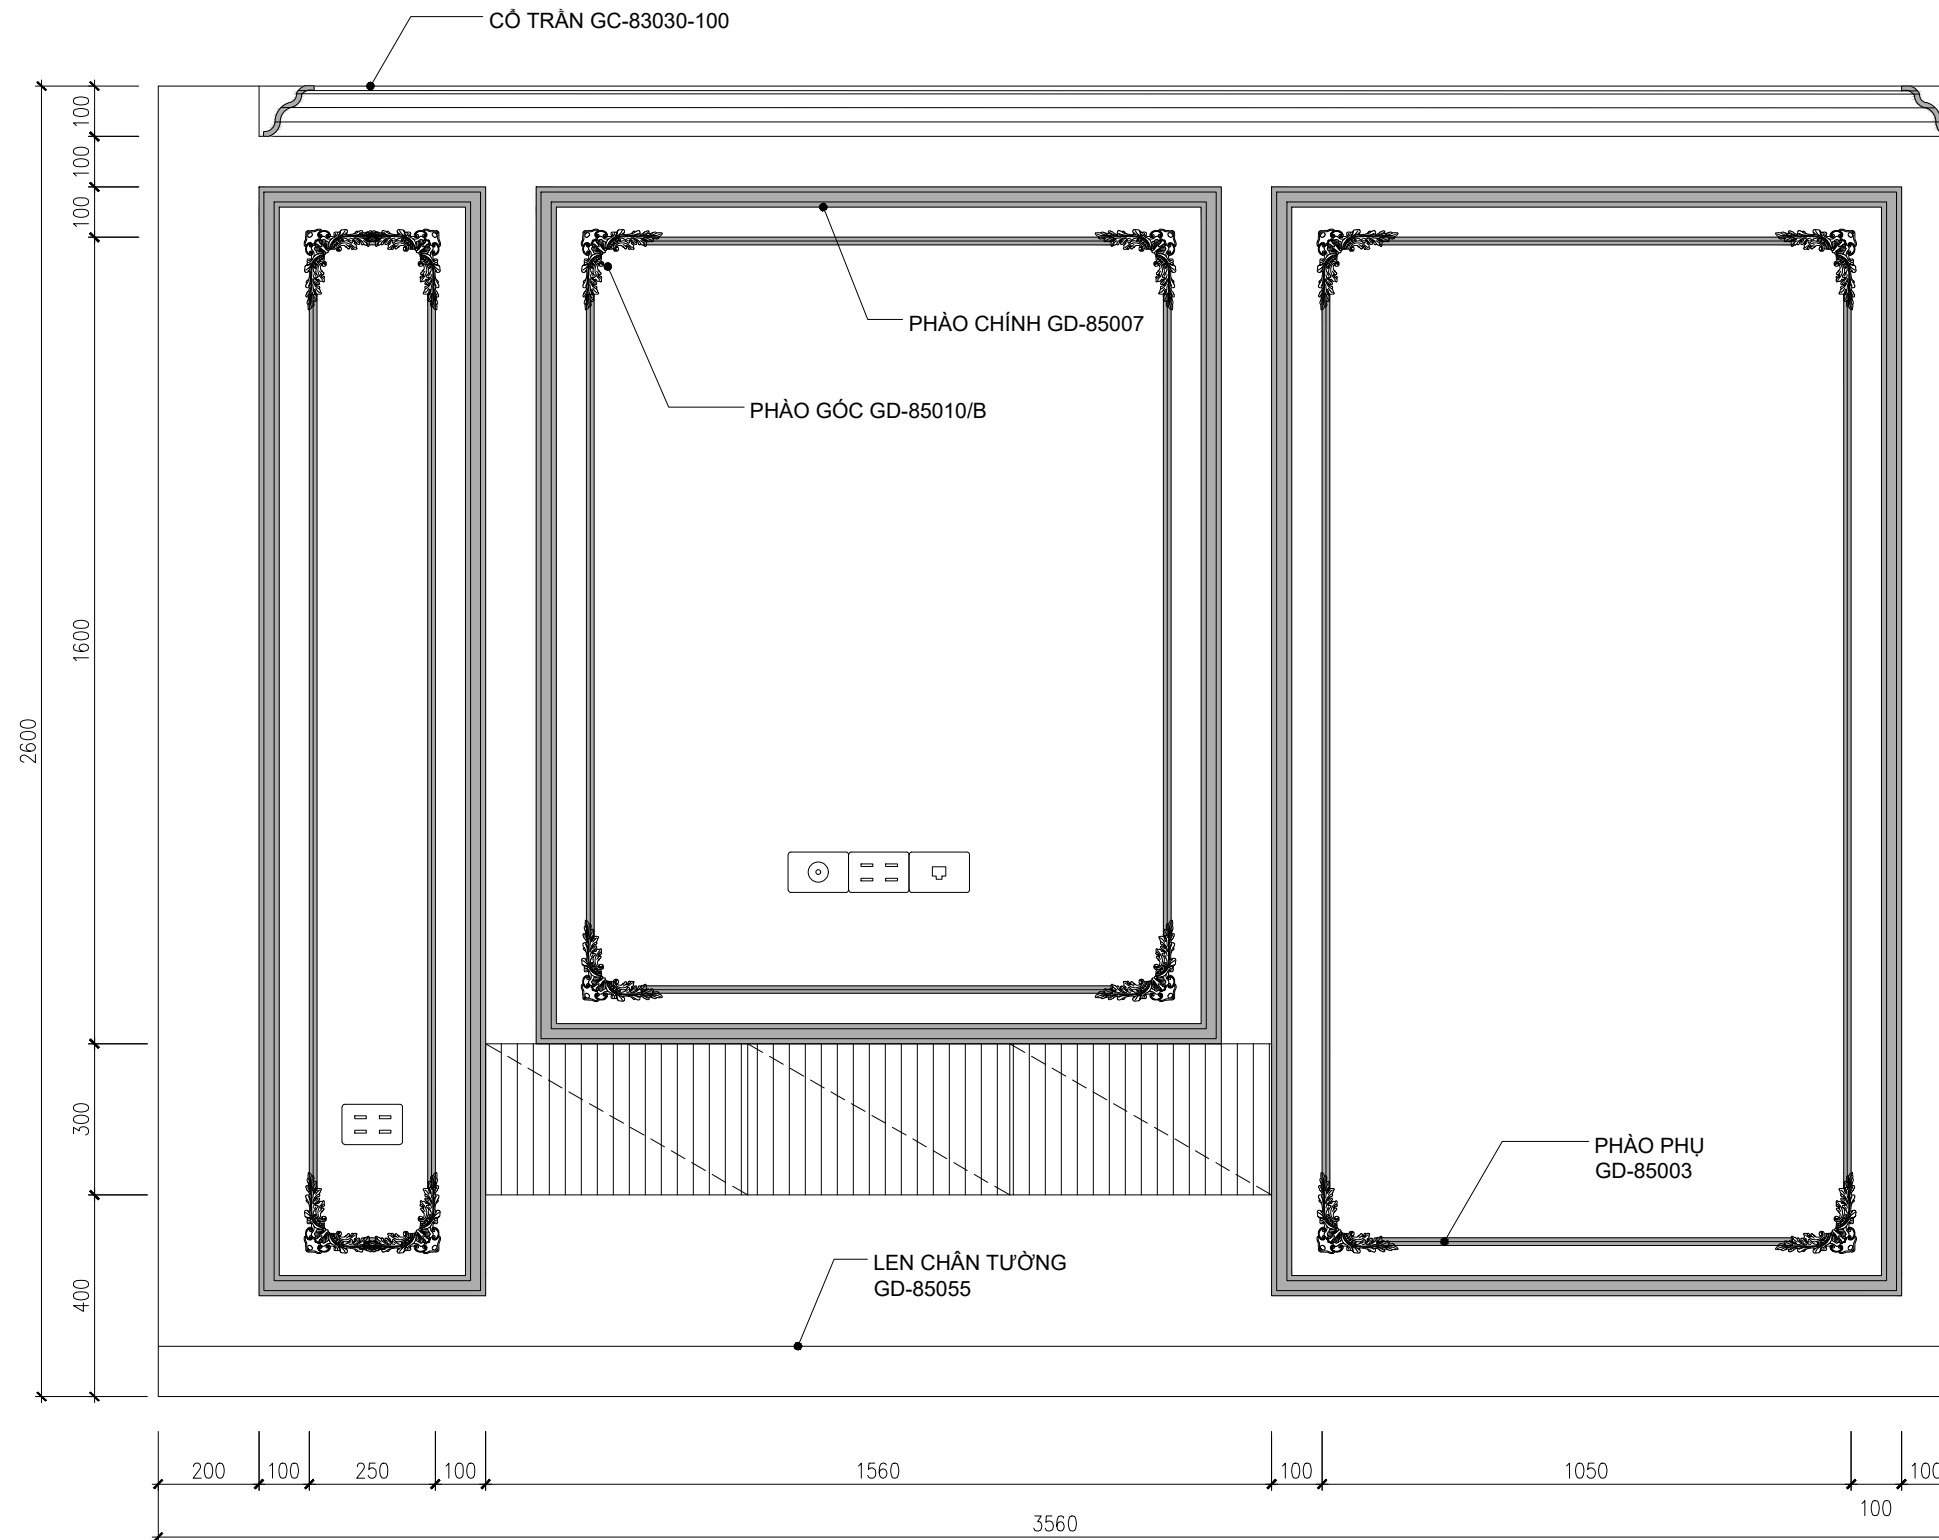 CỔ TRẦN GC-83030-100
100
100
100
PHÀO CHÍNH GD-85007
PHÀO GÓC GD-85010/B
1600
2600
300
PHÀO PHỤ
GD-85003
LEN CHÂN TƯỜNG
GD-85055
400
200
100
250
100
1560
100
1050
100
100
3560